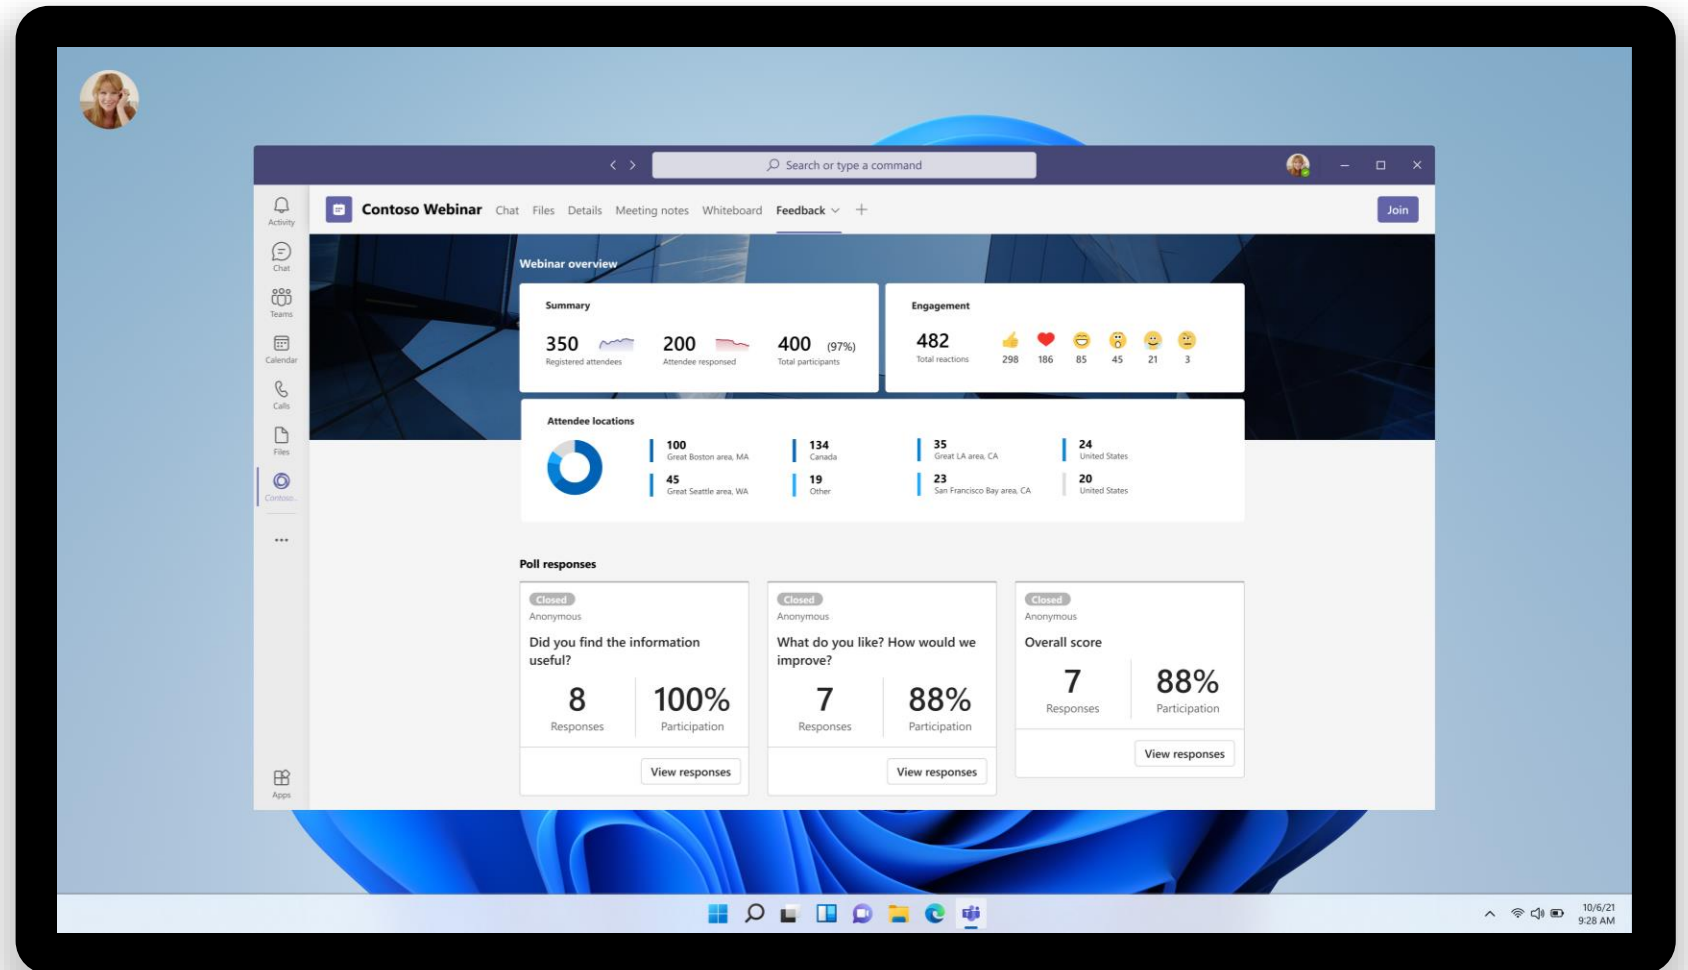 Search or type a command
Activity
Contoso Webinar Chat Files Details Meeting notes Whiteboard Feedback
Join
Chat
Teams
Calendar
Calls
Files
Contoso...
Apps
Webinar overview
Summary
350
Registered attendees
200
Attendee responsed
400 (97%)
Total participants
Engagement
482
Total reactions
298 186 85 45 21 3
Attendee locations
100
Great Boston area, MA
134
Canada
35
Great LA area, CA
24
United States
45
Great Seattle area, WA
19
Other
23
San Francisco Bay area, CA
20
United States
Poll responses
Closed
Anonymous
Did you find the information
useful?
8
Responses
100%
Participation
View responses
Closed
Anonymous
What do you like? How would we
improve?
7
Responses
88%
Participation
View responses
Closed
Anonymous
Overall score
7
Responses
88%
Participation
View responses
10/6/21
9:28 AM